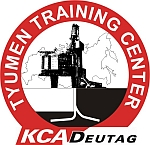 TYUMEN TRAINING CENTER
KCA DEUTAG